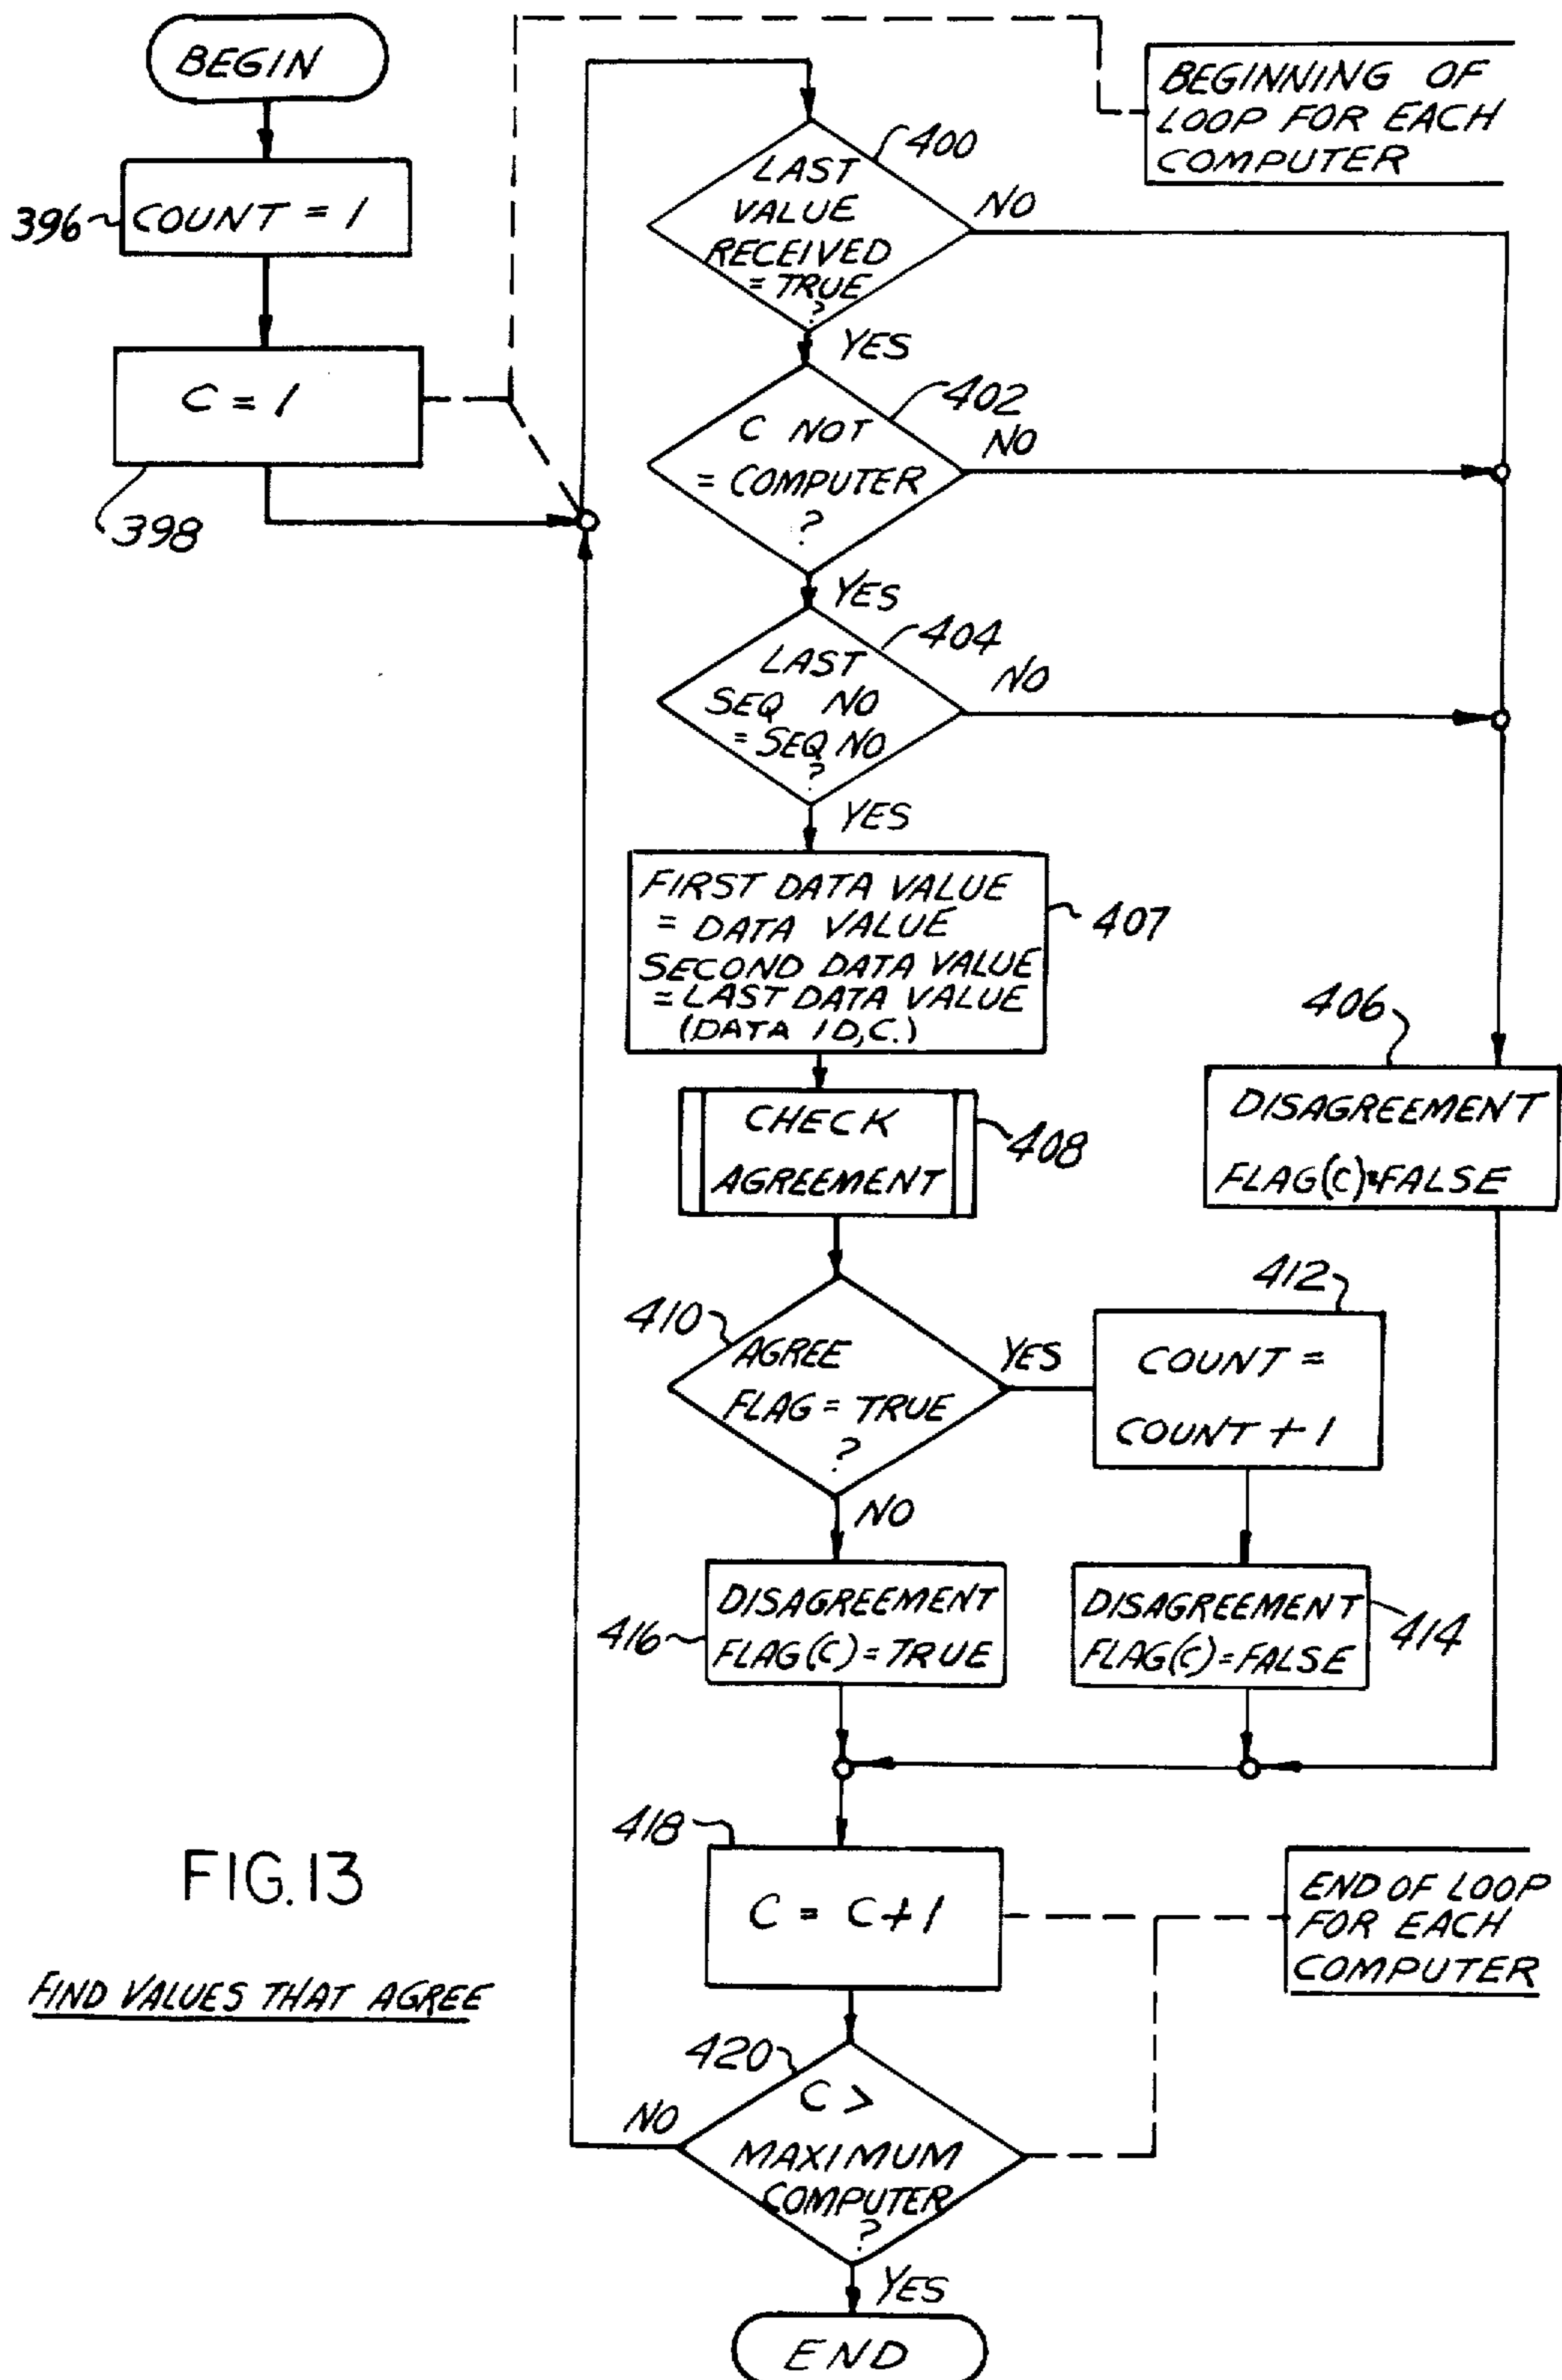 BEGIN
396
COUNT = 1
C = 1
398
BEGINNING OF
LOOP FOR EACH
COMPUTER
LAST
VALUE
RECEIVED
= TRUE
?
400
NO
YES
C NOT
= COMPUTER
?
402
NO
YES
LAST
SEQ NO
= SEQ NO
?
404
NO
YES
FIRST DATA VALUE
= DATA VALUE
SECOND DATA VALUE
= LAST DATA VALUE
(DATA ID,C.)
407
406
DISAGREEMENT
FLAG(C)=FALSE
CHECK
AGREEMENT
408
410
AGREE
FLAG = TRUE
?
YES
NO
412
COUNT =
COUNT + 1
416
DISAGREEMENT
FLAG(C)=TRUE
DISAGREEMENT
FLAG(C)=FALSE
414
418
C = C+1
END OF LOOP
FOR EACH
COMPUTER
420
C >
MAXIMUM
COMPUTER
?
NO
YES
END
FIG.13
FIND VALUES THAT AGREE